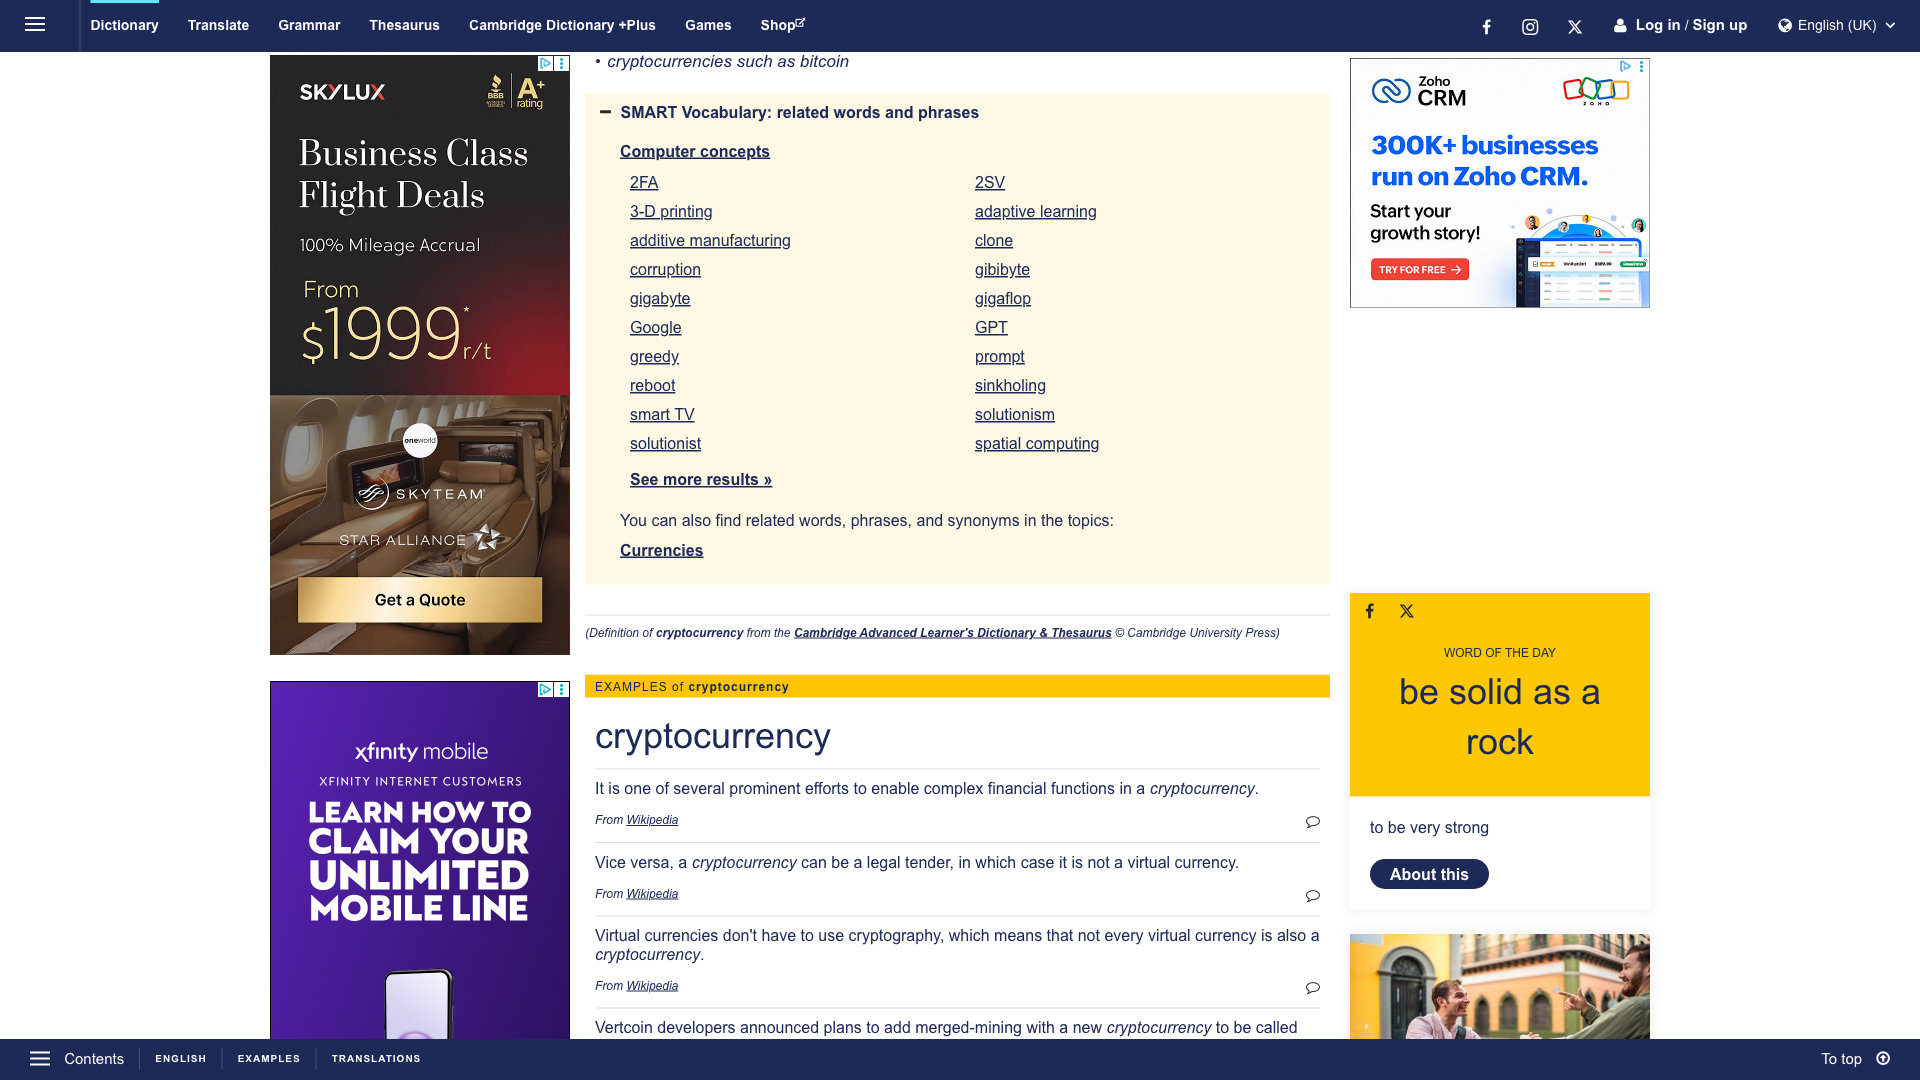 Dictionary
Translate
Grammar
Thesaurus
Cambridge Dictionary +Plus
Games
Shop
Log in / Sign up
English (UK)
• cryptocurrencies such as bitcoin
SMART Vocabulary: related words and phrases
Computer concepts
2FA
2SV
3-D printing
adaptive learning
additive manufacturing
clone
corruption
gibibyte
gigabyte
gigaflop
Google
GPT
greedy
prompt
reboot
sinkholing
smart TV
solutionism
solutionist
spatial computing
See more results »
You can also find related words, phrases, and synonyms in the topics:
Currencies
(Definition of cryptocurrency from the Cambridge Advanced Learner's Dictionary & Thesaurus © Cambridge University Press)
EXAMPLES of cryptocurrency
cryptocurrency
It is one of several prominent efforts to enable complex financial functions in a cryptocurrency.
From Wikipedia
Vice versa, a cryptocurrency can be a legal tender, in which case it is not a virtual currency.
From Wikipedia
Virtual currencies don't have to use cryptography, which means that not every virtual currency is also a
cryptocurrency.
From Wikipedia
Vertcoin developers announced plans to add merged-mining with a new cryptocurrency to be called
SKYLUX
BBB
A+
rating
Business Class
Flight Deals
100% Mileage Accrual
From
$1999* r/t
oneworld
SKYTEAM
STAR ALLIANCE
Get a Quote
xfinity mobile
XFINITY INTERNET CUSTOMERS
LEARN HOW TO
CLAIM YOUR
UNLIMITED
MOBILE LINE
Zoho
CRM
ZOHO
300K+ businesses
run on Zoho CRM.
Start your
growth story!
TRY FOR FREE →
WORD OF THE DAY
be solid as a
rock
to be very strong
About this
Contents
ENGLISH
EXAMPLES
TRANSLATIONS
To top